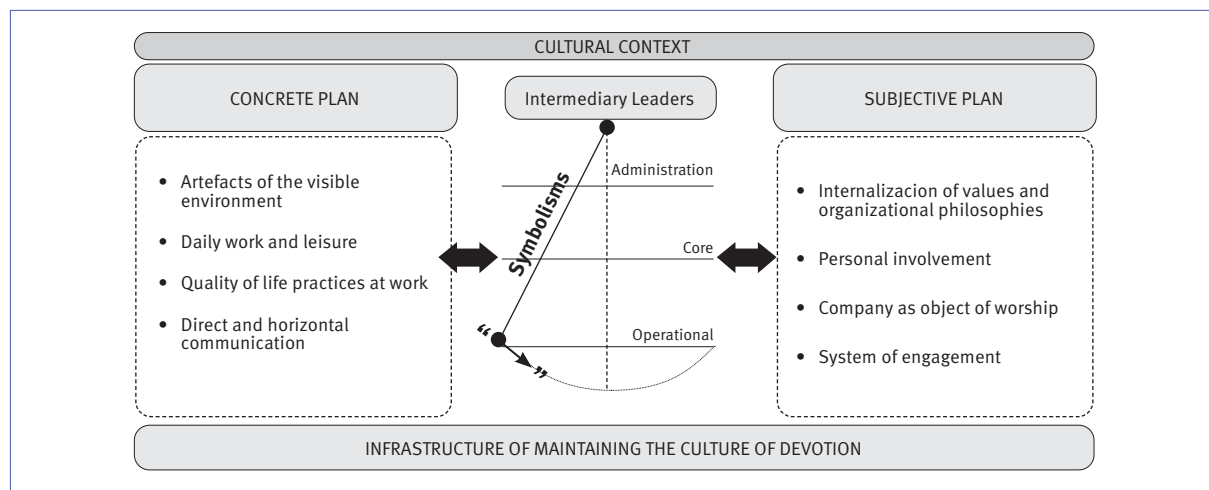 CULTURAL CONTEXT
CONCRETE PLAN
Intermediary Leaders
SUBJECTIVE PLAN
• Artefacts of the visible
environment
• Daily work and leisure
• Quality of life practices at work
• Direct and horizontal
communication
Symbolisms
Administration
Core
Operational
“ ”
• Internalizacion of values and
organizational philosophies
• Personal involvement
• Company as object of worship
• System of engagement
INFRASTRUCTURE OF MAINTAINING THE CULTURE OF DEVOTION